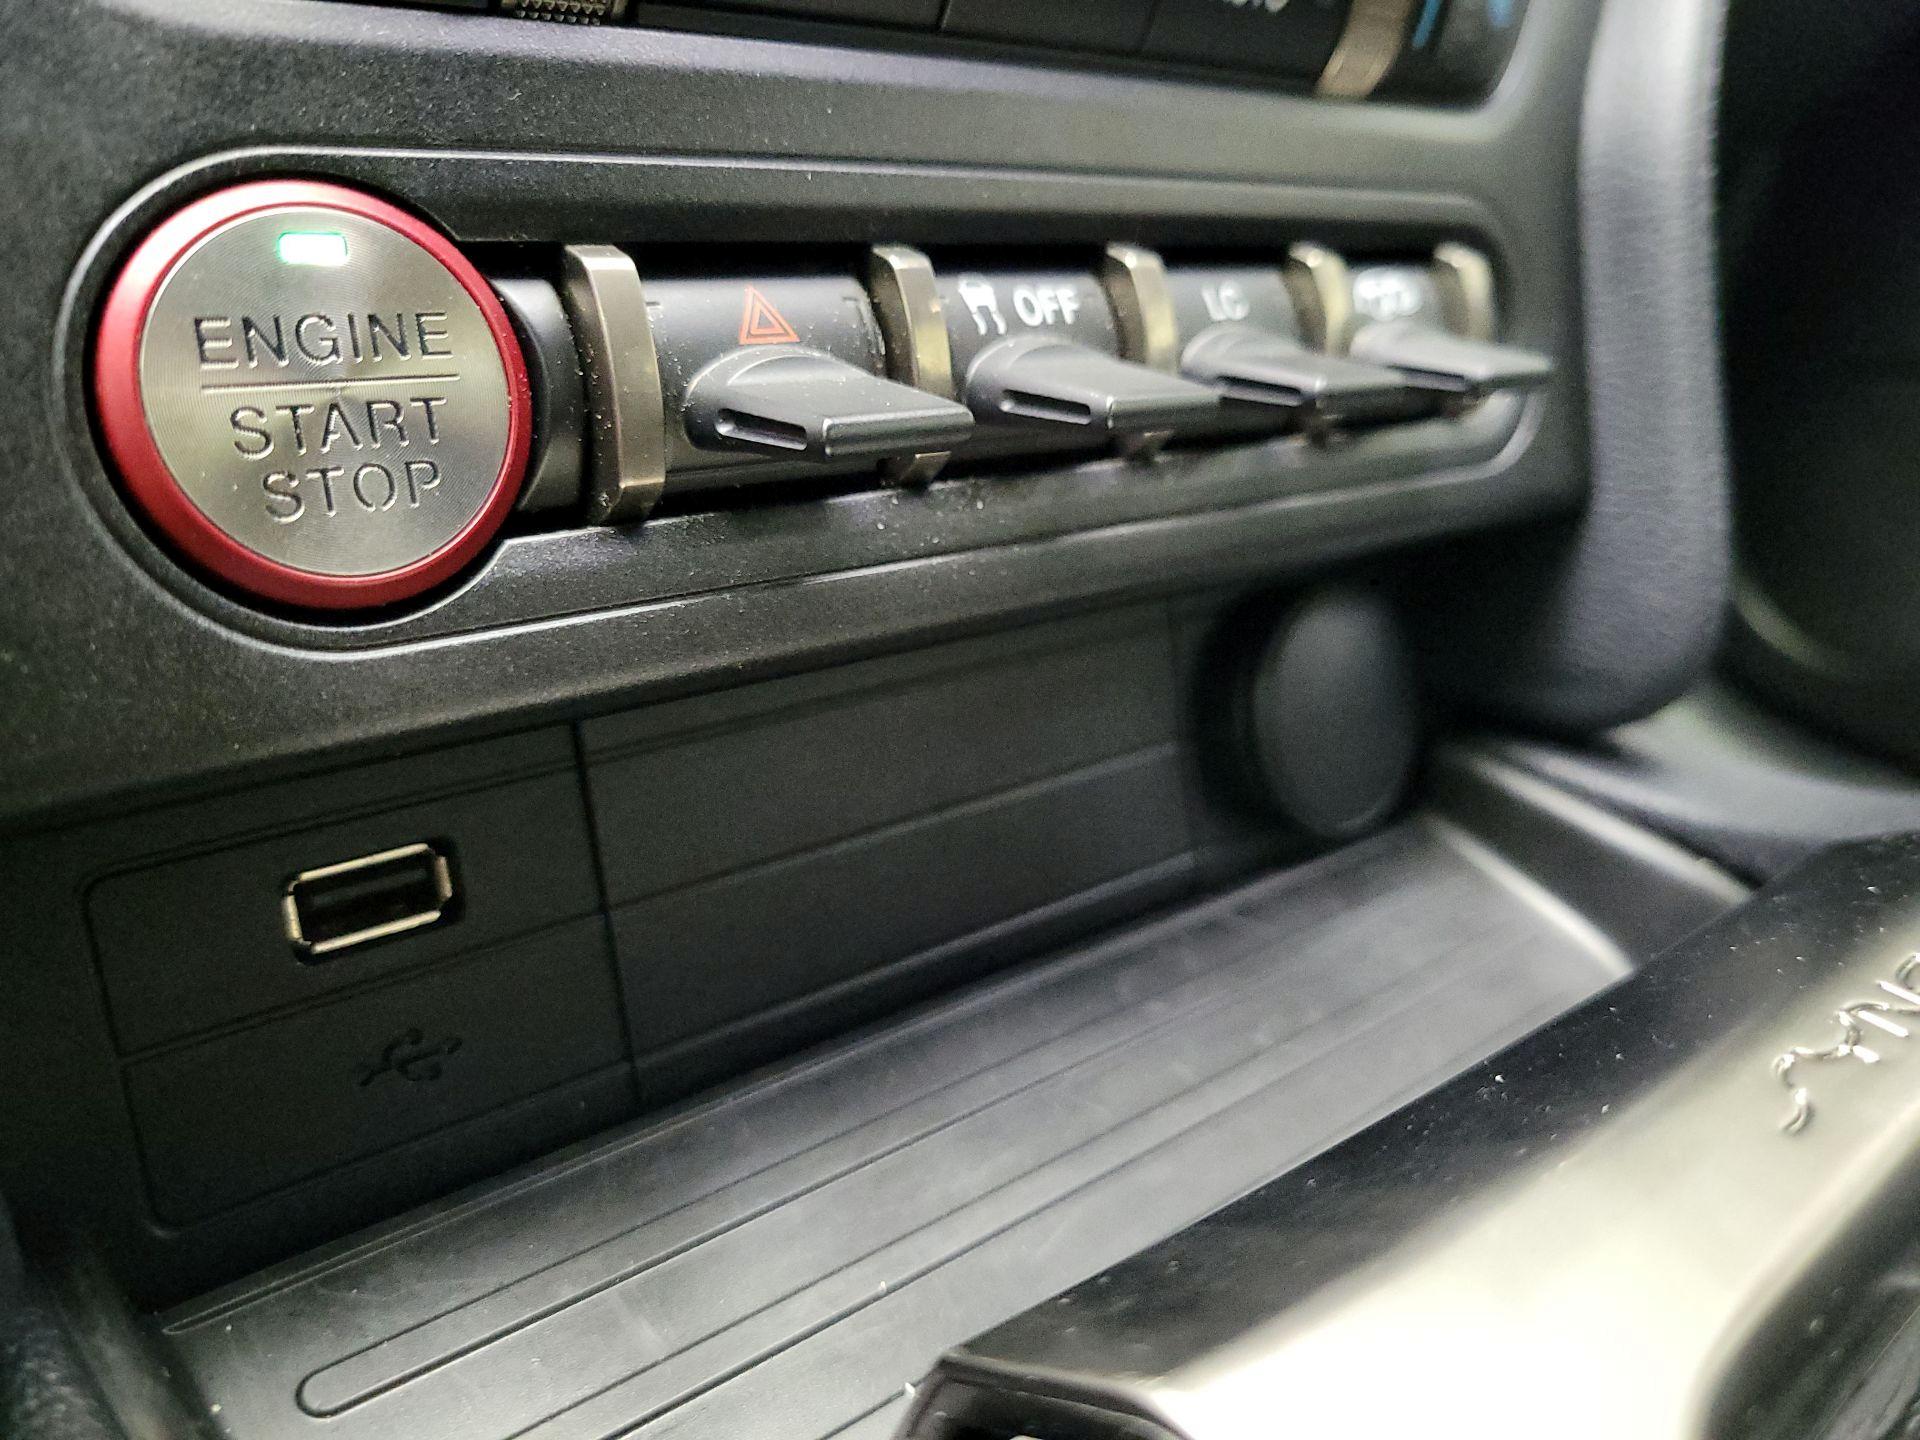 ENGINE
START
STOP
OFF
LC